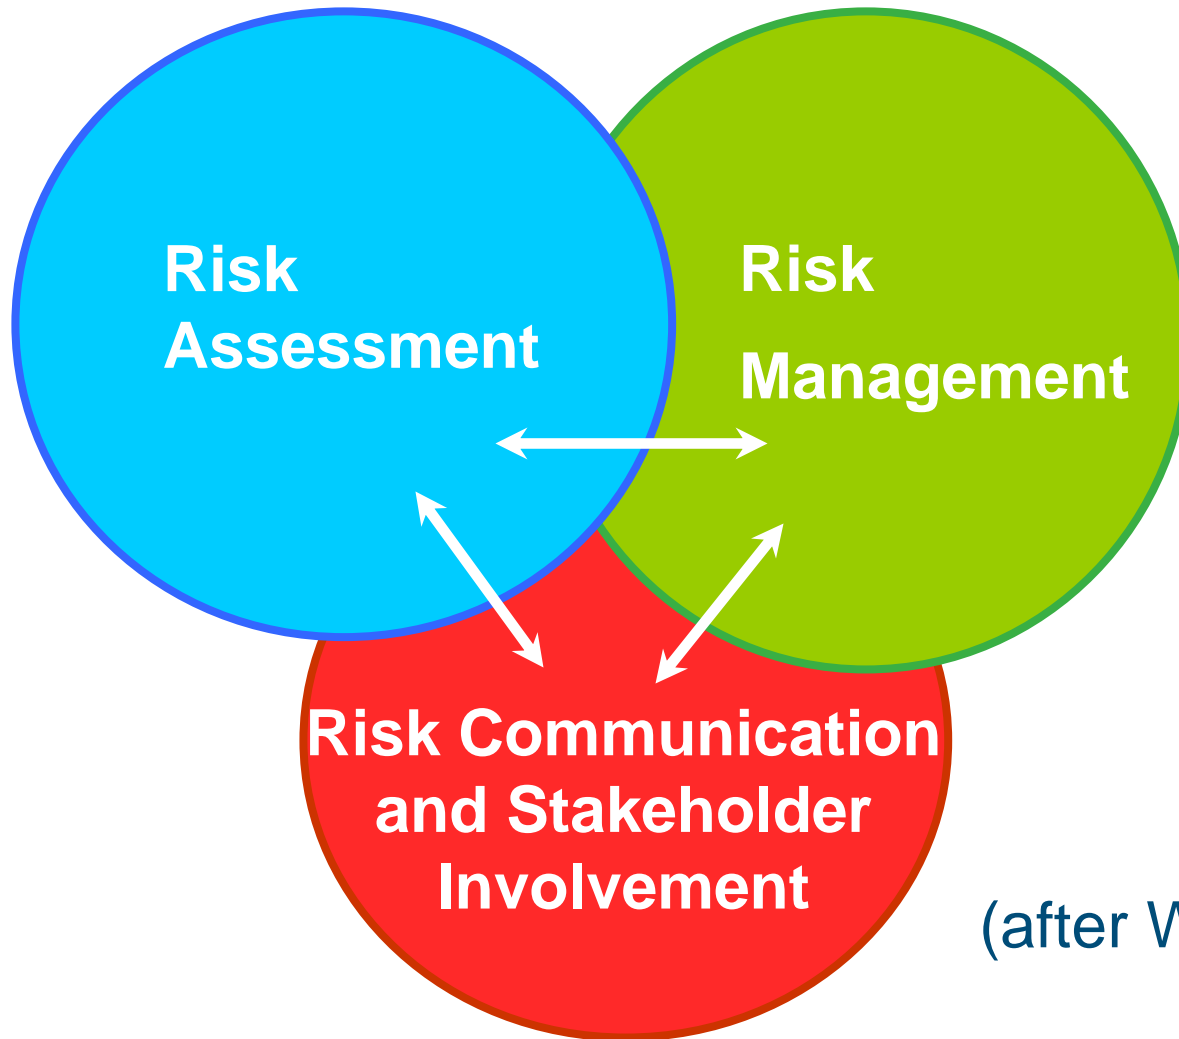 Risk
Assessment
Risk
Management
Risk Communication
and Stakeholder
Involvement
(after